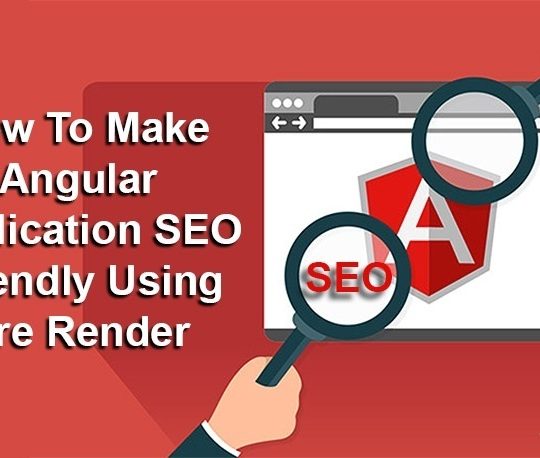 ow To Make
Angular
lication SEO
endly Using
re Render
SEO
A